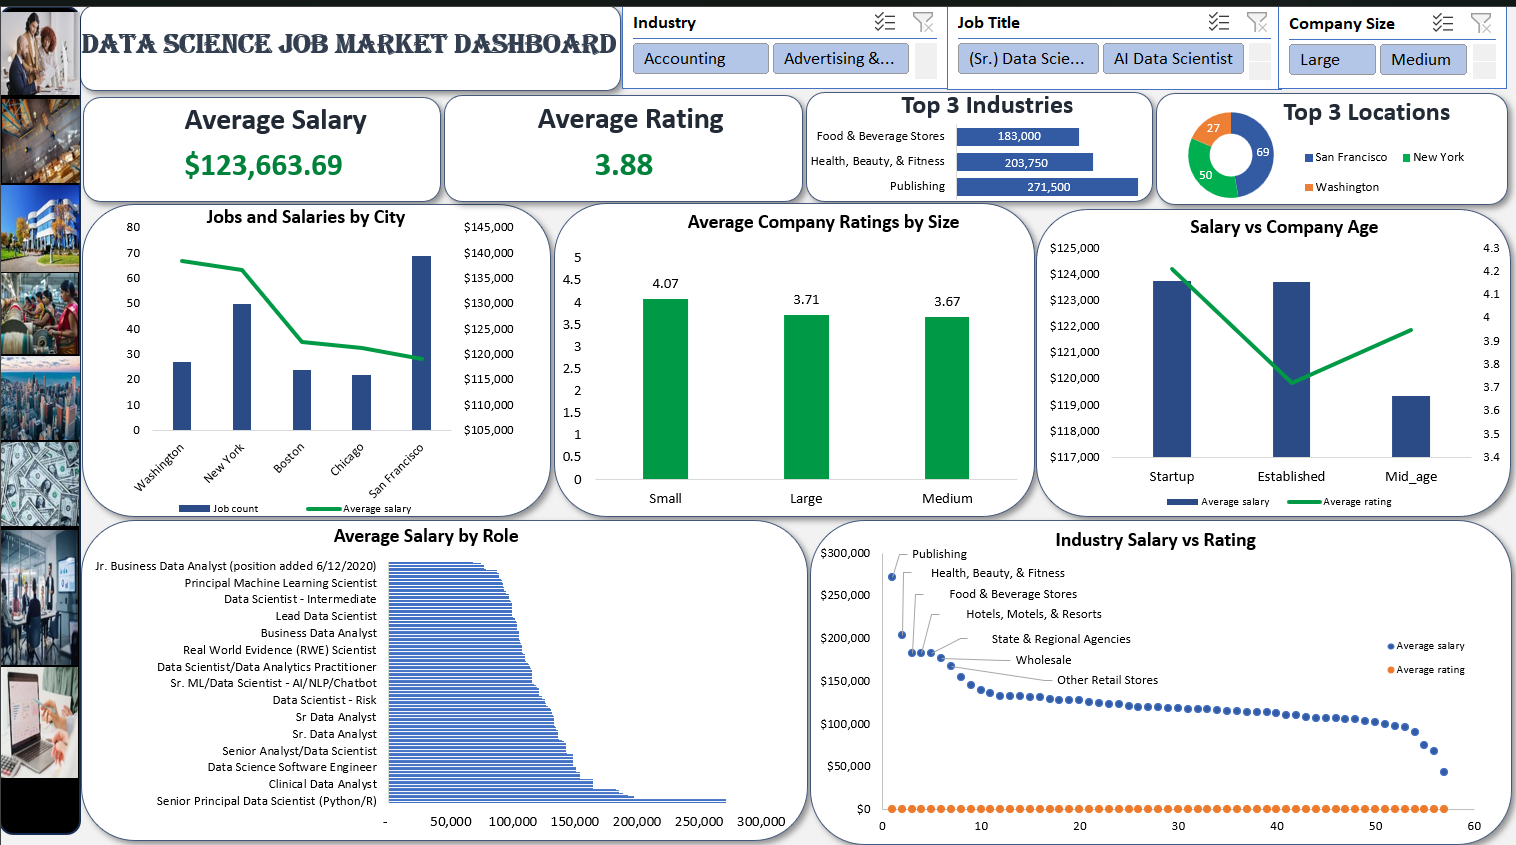 DATA SCIENCE JOB MARKET DASHBOARD
Industry
Accounting
Advertising &...
Job Title
(Sr.) Data Scie...
AI Data Scientist
Company Size
Large
Medium
Average Salary
$123,663.69
Average Rating
3.88
Top 3 Industries
Food & Beverage Stores
183,000
Health, Beauty, & Fitness
203,750
Publishing
271,500
Top 3 Locations
27
69
50
San Francisco
New York
Washington
Jobs and Salaries by City
80
70
60
50
40
30
20
10
0
$145,000
$140,000
$135,000
$130,000
$125,000
$120,000
$115,000
$110,000
$105,000
Washington
New York
Boston
Chicago
San Francisco
Job count
Average salary
Average Company Ratings by Size
5
4.5
4
3.5
3
2.5
2
1.5
1
0.5
0
4.07
3.71
3.67
Small
Large
Medium
Salary vs Company Age
$125,000
$124,000
$123,000
$122,000
$121,000
$120,000
$119,000
$118,000
$117,000
4.3
4.2
4.1
4
3.9
3.8
3.7
3.6
3.5
3.4
Startup
Established
Mid_age
Average salary
Average rating
Average Salary by Role
Jr. Business Data Analyst (position added 6/12/2020)
Principal Machine Learning Scientist
Data Scientist - Intermediate
Lead Data Scientist
Business Data Analyst
Real World Evidence (RWE) Scientist
Data Scientist/Data Analytics Practitioner
Sr. ML/Data Scientist - AI/NLP/Chatbot
Data Scientist - Risk
Sr Data Analyst
Sr. Data Analyst
Senior Analyst/Data Scientist
Data Science Software Engineer
Clinical Data Analyst
Senior Principal Data Scientist (Python/R)
-
50,000
100,000
150,000
200,000
250,000
300,000
Industry Salary vs Rating
$300,000
$250,000
$200,000
$150,000
$100,000
$50,000
$0
Publishing
Health, Beauty, & Fitness
Food & Beverage Stores
Hotels, Motels, & Resorts
State & Regional Agencies
Wholesale
Other Retail Stores
Average salary
Average rating
0
10
20
30
40
50
60